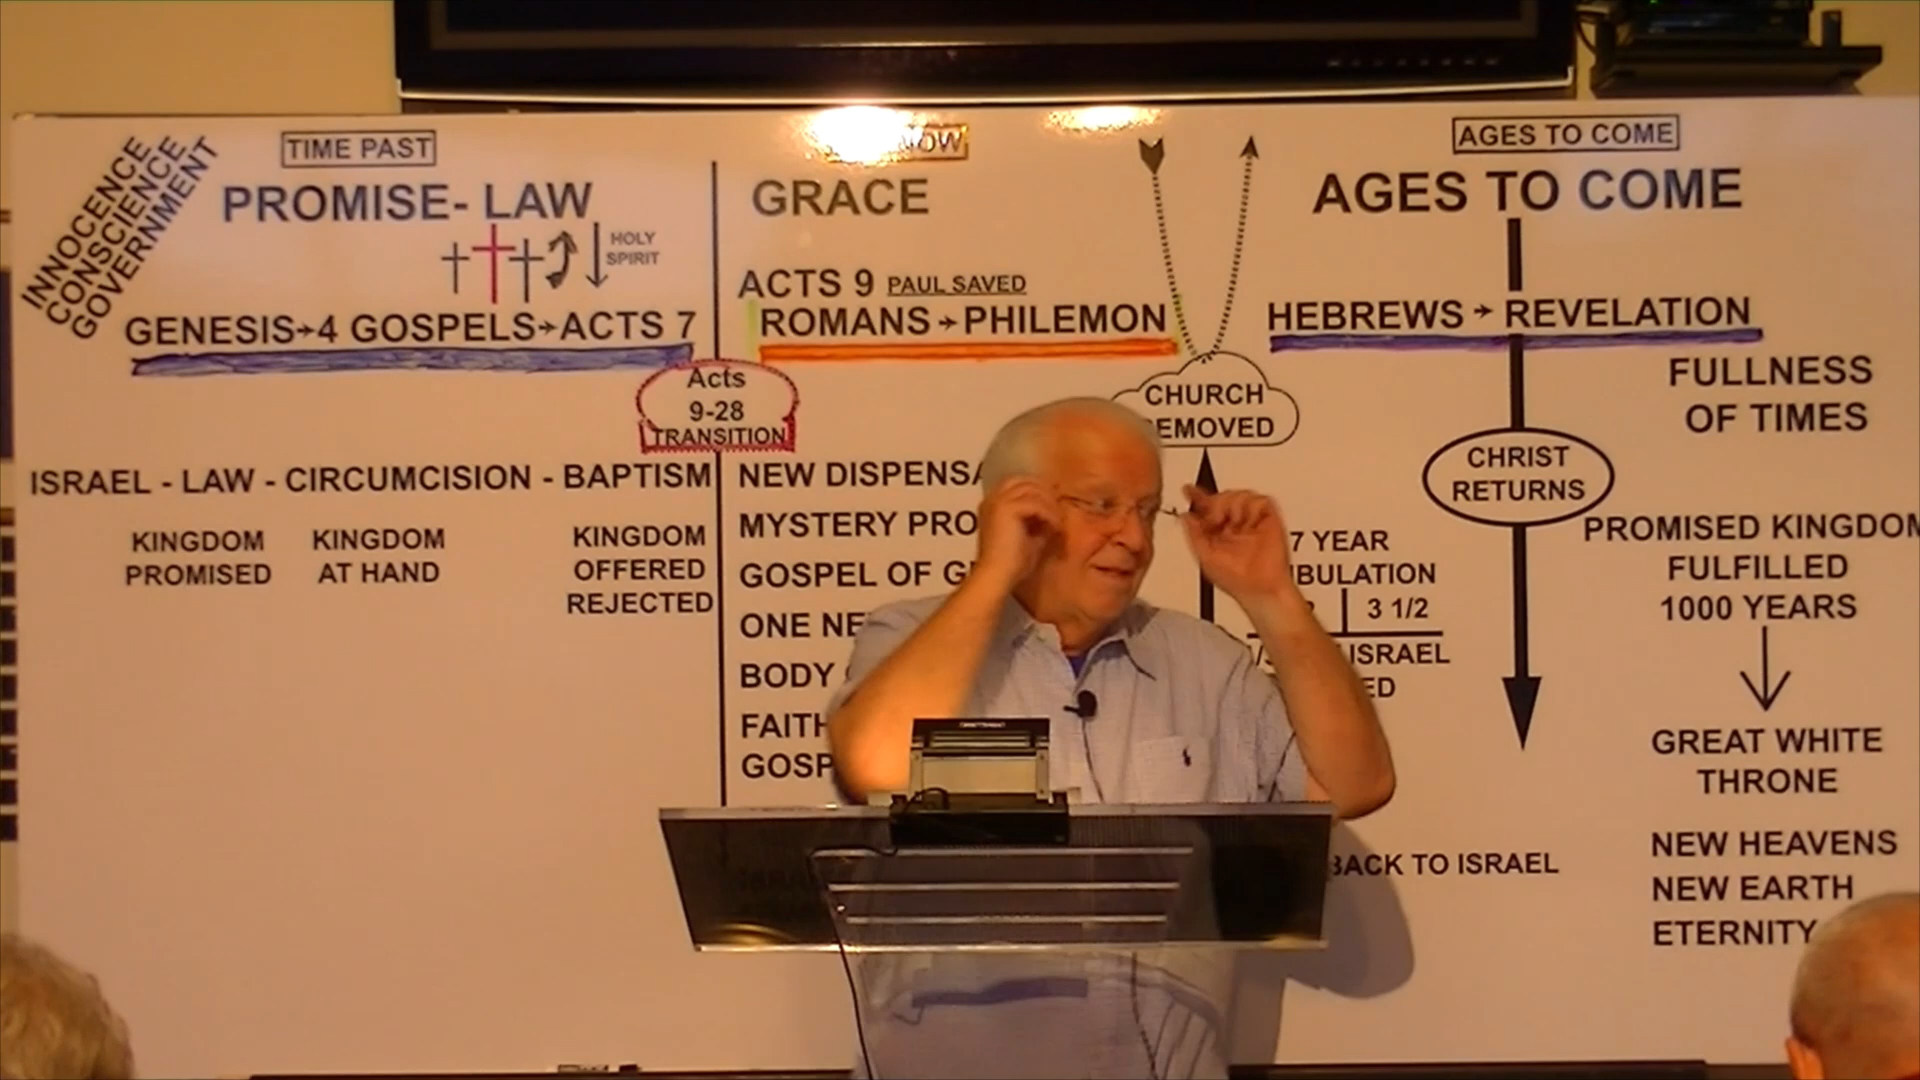 INNOCENCE
CONSCIENCE
GOVERNMENT
TIME PAST
PROMISE- LAW
HOLY
SPIRIT
GENESIS→4 GOSPELS→ACTS 7
Acts
9-28
TRANSITION
ISRAEL - LAW - CIRCUMCISION - BAPTISM
KINGDOM
PROMISED
KINGDOM
AT HAND
KINGDOM
OFFERED
REJECTED
NOW
GRACE
ACTS 9 PAUL SAVED
ROMANS→PHILEMON
CHURCH
EMOVED
NEW DISPENSA
MYSTERY PRO
GOSPEL OF G
ONE NE
BODY
FAITH
GOSP
7 YEAR
IBULATION
3 1/2
ISRAEL
ED
BACK TO ISRAEL
AGES TO COME
AGES TO COME
HEBREWS→REVELATION
FULLNESS
OF TIMES
CHRIST
RETURNS
PROMISED KINGDOM
FULFILLED
1000 YEARS
GREAT WHITE
THRONE
NEW HEAVENS
NEW EARTH
ETERNITY